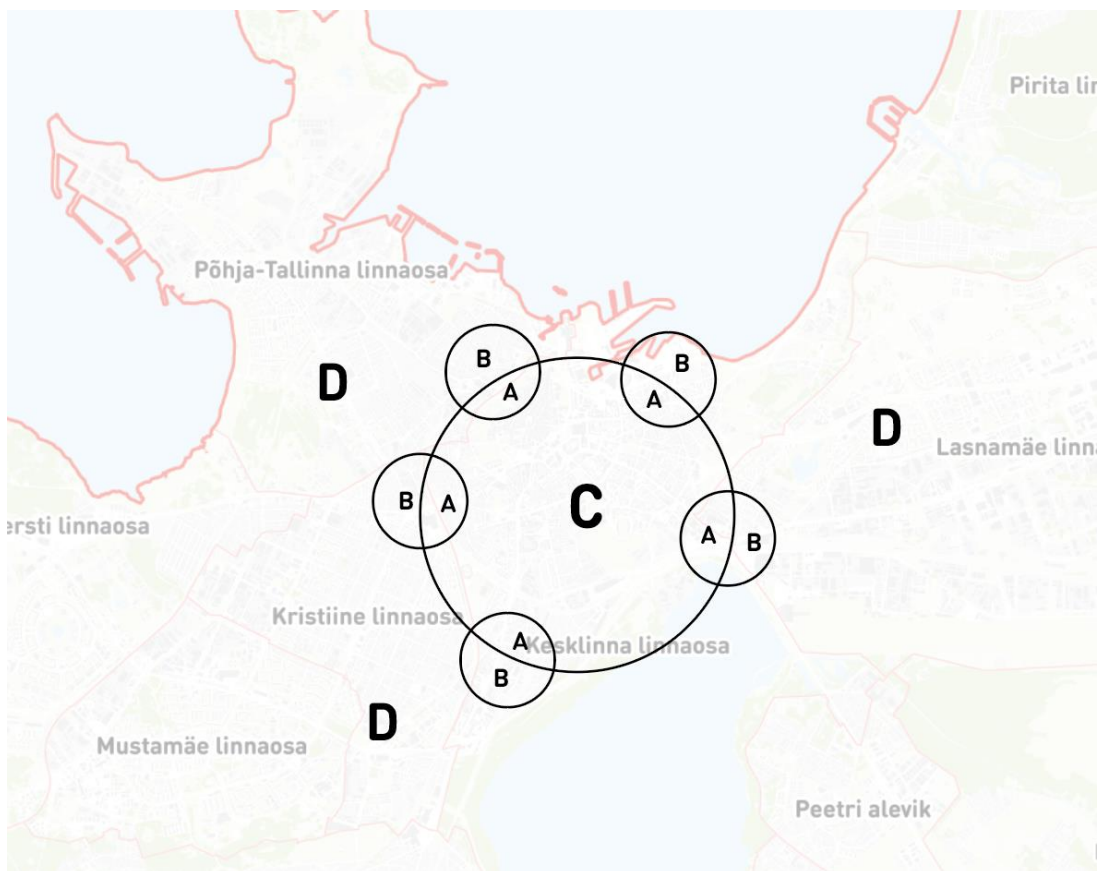 Pirita lin
Põhja-Tallinna linnaosa
B
B
D
A
A
D
Lasnamäe linna
B
A
C
ersti linnaosa
A
B
Kristiine linnaosa
A
Kesklinna linnaosa
B
D
Mustamäe linnaosa
Peetri alevik